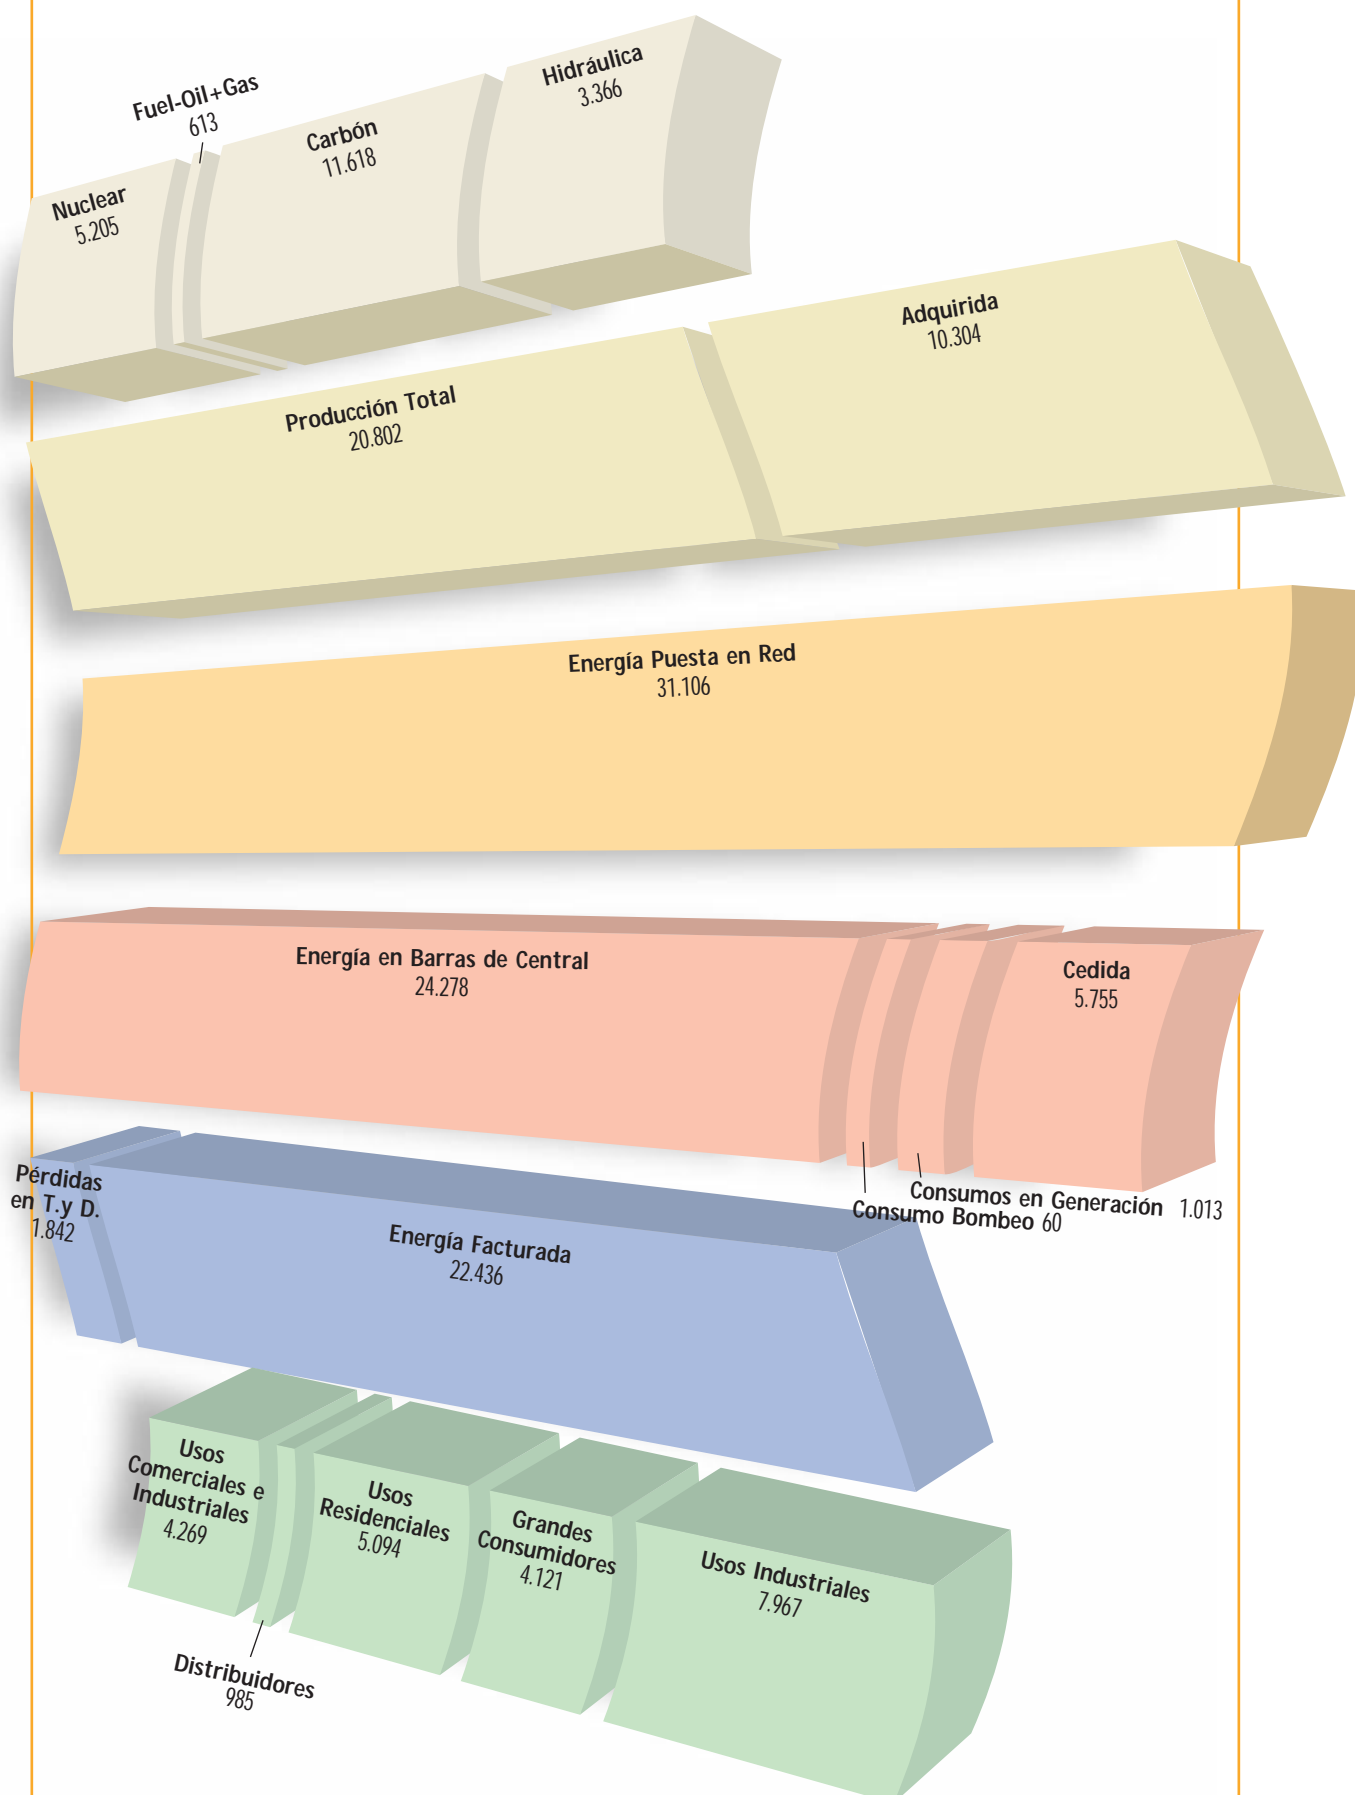 Hidráulica
3.366
Fuel-Oil+Gas
613
Carbón
11.618
Nuclear
5.205
Adquirida
10.304
Producción Total
20.802
Energía Puesta en Red
31.106
Energía en Barras de Central
24.278
Cedida
5.755
Consumos en Generación 1.013
Consumo Bombeo 60
Pérdidas
en T.y D.
1.842
Energía Facturada
22.436
Usos
Comerciales e
Industriales
4.269
Usos
Residenciales
5.094
Grandes
Consumidores
4.121
Usos Industriales
7.967
Distribuidores
985